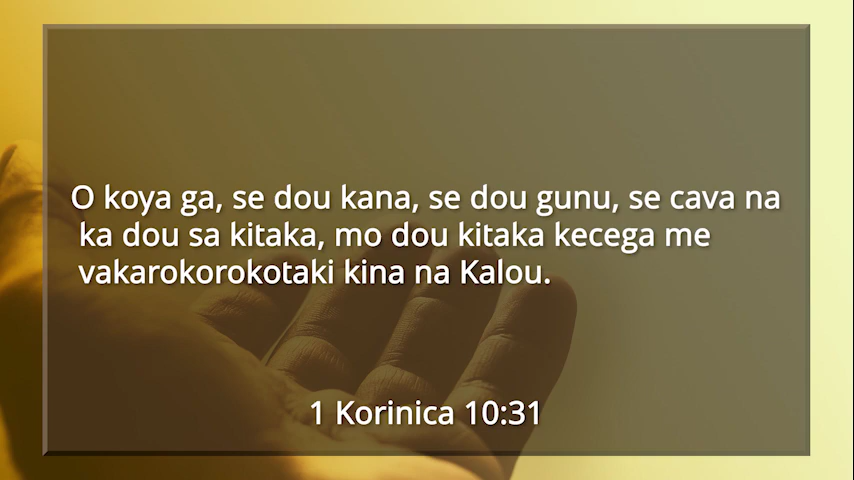 O koya ga, se dou kana, se dou gunu, se cava na
ka dou sa kitaka, mo dou kitaka kecega me
vakarokorokotaki kina na Kalou.
1 Korinica 10:31